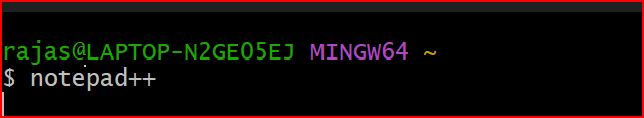 rajas@LAPTOP-N2GE05EJ MINGW64 ~
$ notepad++